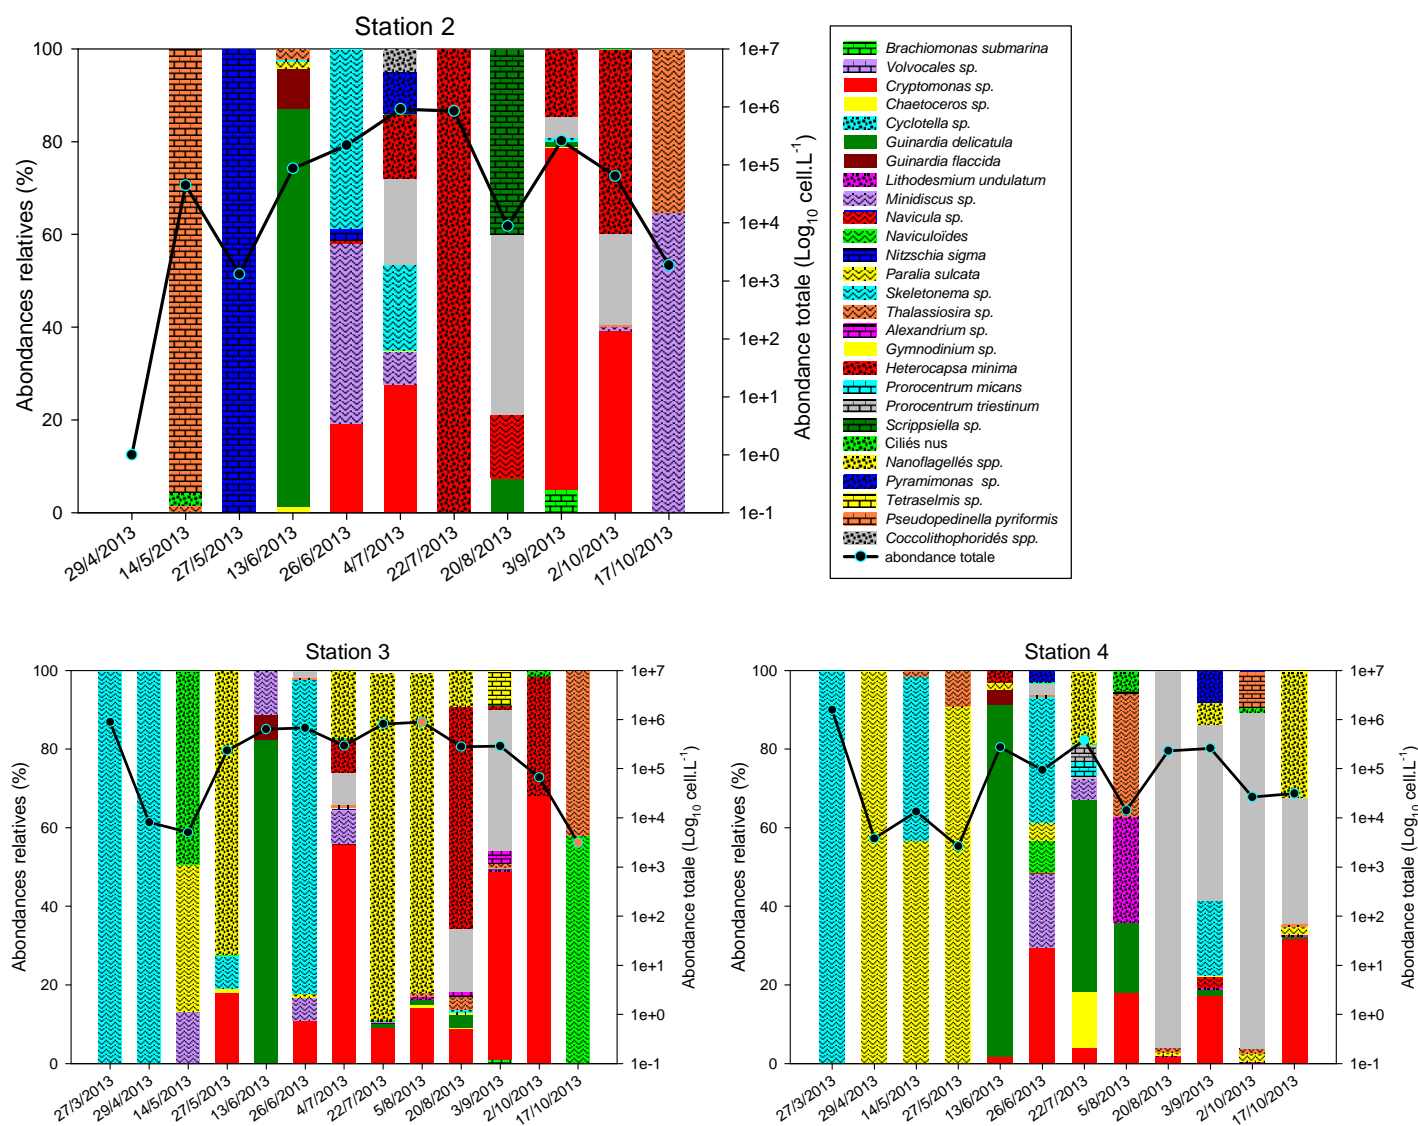 Station 2
Abondances relatives (%)
100
80
60
40
20
0
1e+7
1e+6
1e+5
1e+4
1e+3
1e+2
1e+1
1e+0
1e-1
Abondance totale (Log10 cell.L-1)
29/4/2013
14/5/2013
27/5/2013
13/6/2013
26/6/2013
4/7/2013
22/7/2013
20/8/2013
3/9/2013
2/10/2013
17/10/2013
Brachiomonas submarina
Volvocales sp.
Cryptomonas sp.
Chaetoceros sp.
Cyclotella sp.
Guinardia delicatula
Guinardia flaccida
Lithodesmium undulatum
Minidiscus sp.
Navicula sp.
Naviculoïdes
Nitzschia sigma
Paralia sulcata
Skeletonema sp.
Thalassiosira sp.
Alexandrium sp.
Gymnodinium sp.
Heterocapsa minima
Prorocentrum micans
Prorocentrum triestinum
Scrippsiella sp.
Ciliés nus
Nanoflagellés spp.
Pyramimonas sp.
Tetraselmis sp.
Pseudopedinella pyriformis
Coccolithophoridés spp.
abondance totale
Station 3
Abondances relatives (%)
100
80
60
40
20
0
1e+7
1e+6
1e+5
1e+4
1e+3
1e+2
1e+1
1e+0
1e-1
Abondance totale (Log10 cell.L-1)
27/3/2013
29/4/2013
14/5/2013
27/5/2013
13/6/2013
26/6/2013
4/7/2013
22/7/2013
5/8/2013
20/8/2013
3/9/2013
2/10/2013
17/10/2013
Station 4
Abondances relatives (%)
100
80
60
40
20
0
1e+7
1e+6
1e+5
1e+4
1e+3
1e+2
1e+1
1e+0
1e-1
Abondance totale (Log10 cell.L-1)
27/3/2013
29/4/2013
14/5/2013
27/5/2013
13/6/2013
26/6/2013
22/7/2013
5/8/2013
20/8/2013
3/9/2013
2/10/2013
17/10/2013